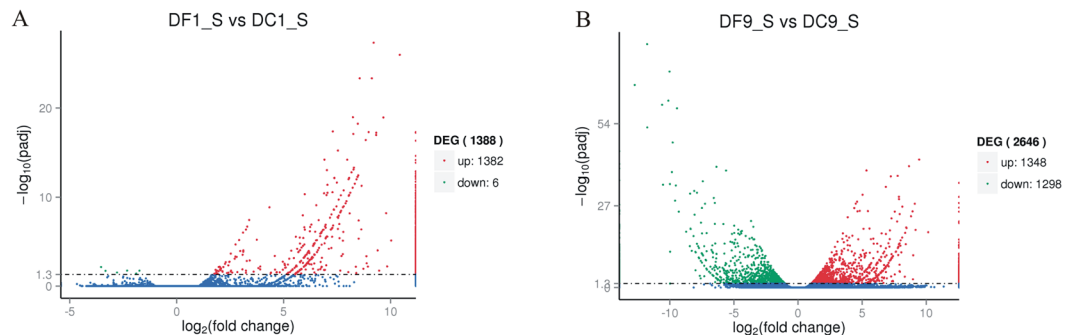 A
DF1_S vs DC1_S
−log10(padj)
20
10
1.3
0
-5
0
5
10
log2(fold change)
DEG ( 1388 )
up: 1382
down: 6
B
DF9_S vs DC9_S
−log10(padj)
54
27
0
-10
-5
0
5
10
log2(fold change)
DEG ( 2646 )
up: 1348
down: 1298